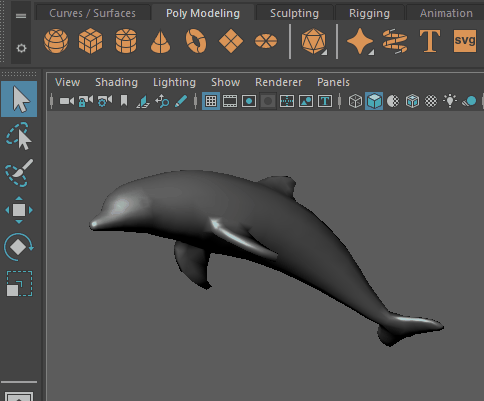 Curves / Surfaces Poly Modeling Sculpting Rigging Animation
T svg
View Shading Lighting Show Renderer Panels
T